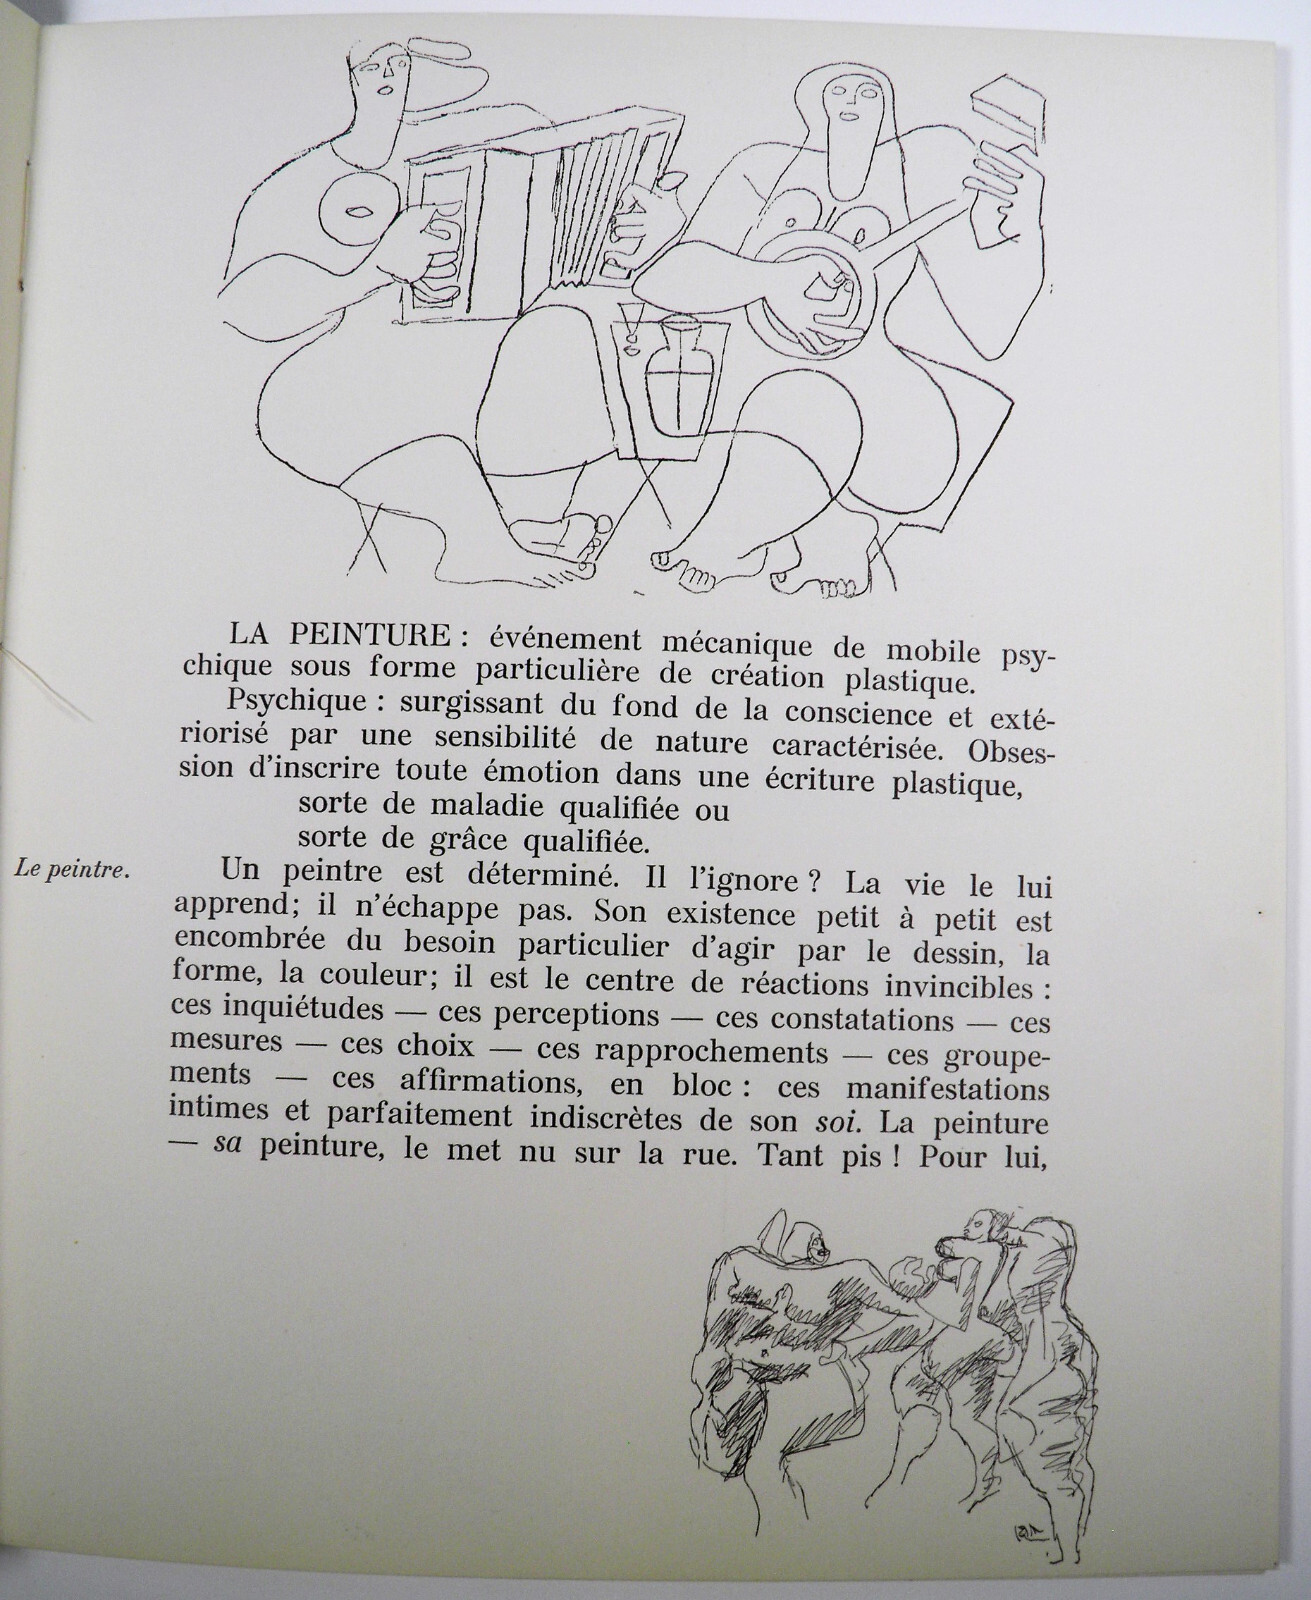 LA PEINTURE : événement mécanique de mobile psy-
chique sous forme particulière de création plastique.
Psychique : surgissant du fond de la conscience et exté-
riorisé par une sensibilité de nature caractérisée. Obses-
sion d'inscrire toute émotion dans une écriture plastique,
sorte de maladie qualifiée ou
sorte de grâce qualifiée.
Le peintre.
Un peintre est déterminé. Il l'ignore ? La vie le lui
apprend; il n'échappe pas. Son existence petit à petit est
encombrée du besoin particulier d'agir par le dessin, la
forme, la couleur; il est le centre de réactions invincibles :
ces inquiétudes — ces perceptions — ces constatations — ces
mesures — ces choix — ces rapprochements — ces groupe-
ments — ces affirmations, en bloc : ces manifestations
intimes et parfaitement indiscrètes de son soi. La peinture
— sa peinture, le met nu sur la rue. Tant pis ! Pour lui,